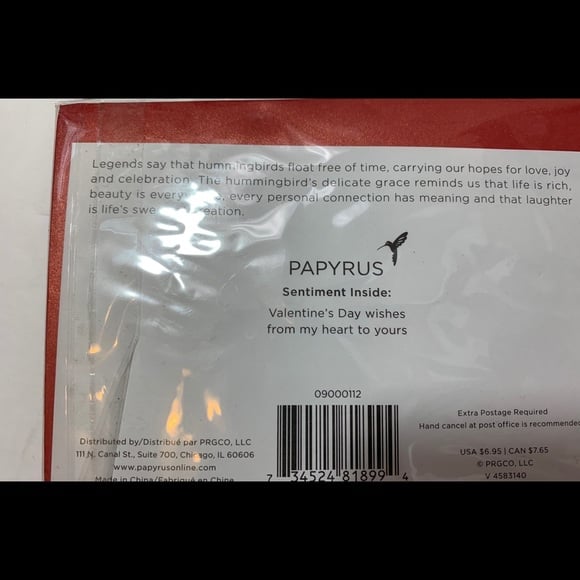 Legends say that hummingbirds float free of time, carrying our hopes for love, joy
and celebration. The hummingbird's delicate grace reminds us that life is rich,
beauty is every every personal connection has meaning and that laughter
is life's
PAPYRUS
Sentiment Inside:
Valentine's Day wishes
from my heart to yours
09000112
Extra Postage Required
Hand cancel at post office is recommended
Distributed by/Distribué par PRGCO, LLC
111 N. Canal St., Suite 700, Chicago, IL 60606
www.papyrusonline.com
Made in China/Fabriqué en Chine
USA $6.95 | CAN $7.65
© PRGCO, LLC
V 4583140
7 34524 81899 4